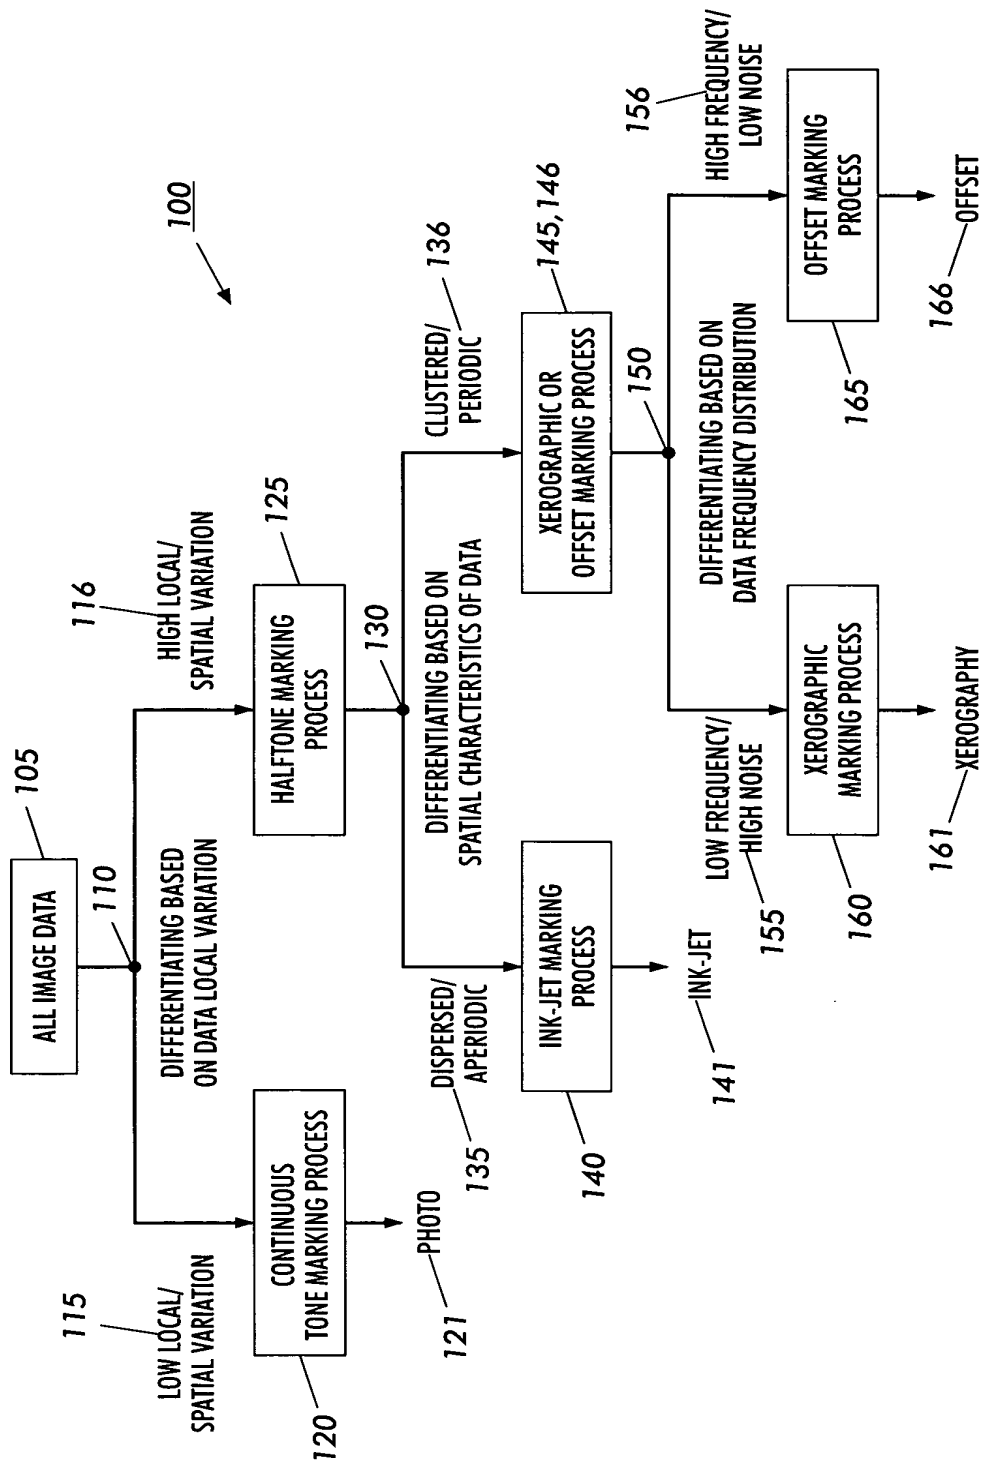 100
105
ALL IMAGE DATA
110
DIFFERENTIATING BASED
ON DATA LOCAL VARIATION
115
LOW LOCAL/
SPATIAL VARIATION
116
HIGH LOCAL/
SPATIAL VARIATION
CONTINUOUS
TONE MARKING PROCESS
120
PHOTO
121
HALFTONE MARKING
PROCESS
125
130
DIFFERENTIATING BASED ON
SPATIAL CHARACTERISTICS OF DATA
DISPERSED/
APERIODIC
135
CLUSTERED/
PERIODIC
136
INK-JET MARKING
PROCESS
140
INK-JET
141
XEROGRAPHIC OR
OFFSET MARKING PROCESS
145,146
150
DIFFERENTIATING BASED ON
DATA FREQUENCY DISTRIBUTION
LOW FREQUENCY/
HIGH NOISE
155
156
HIGH FREQUENCY/
LOW NOISE
XEROGRAPHIC
MARKING PROCESS
160
XEROGRAPHY
161
OFFSET MARKING
PROCESS
165
OFFSET
166